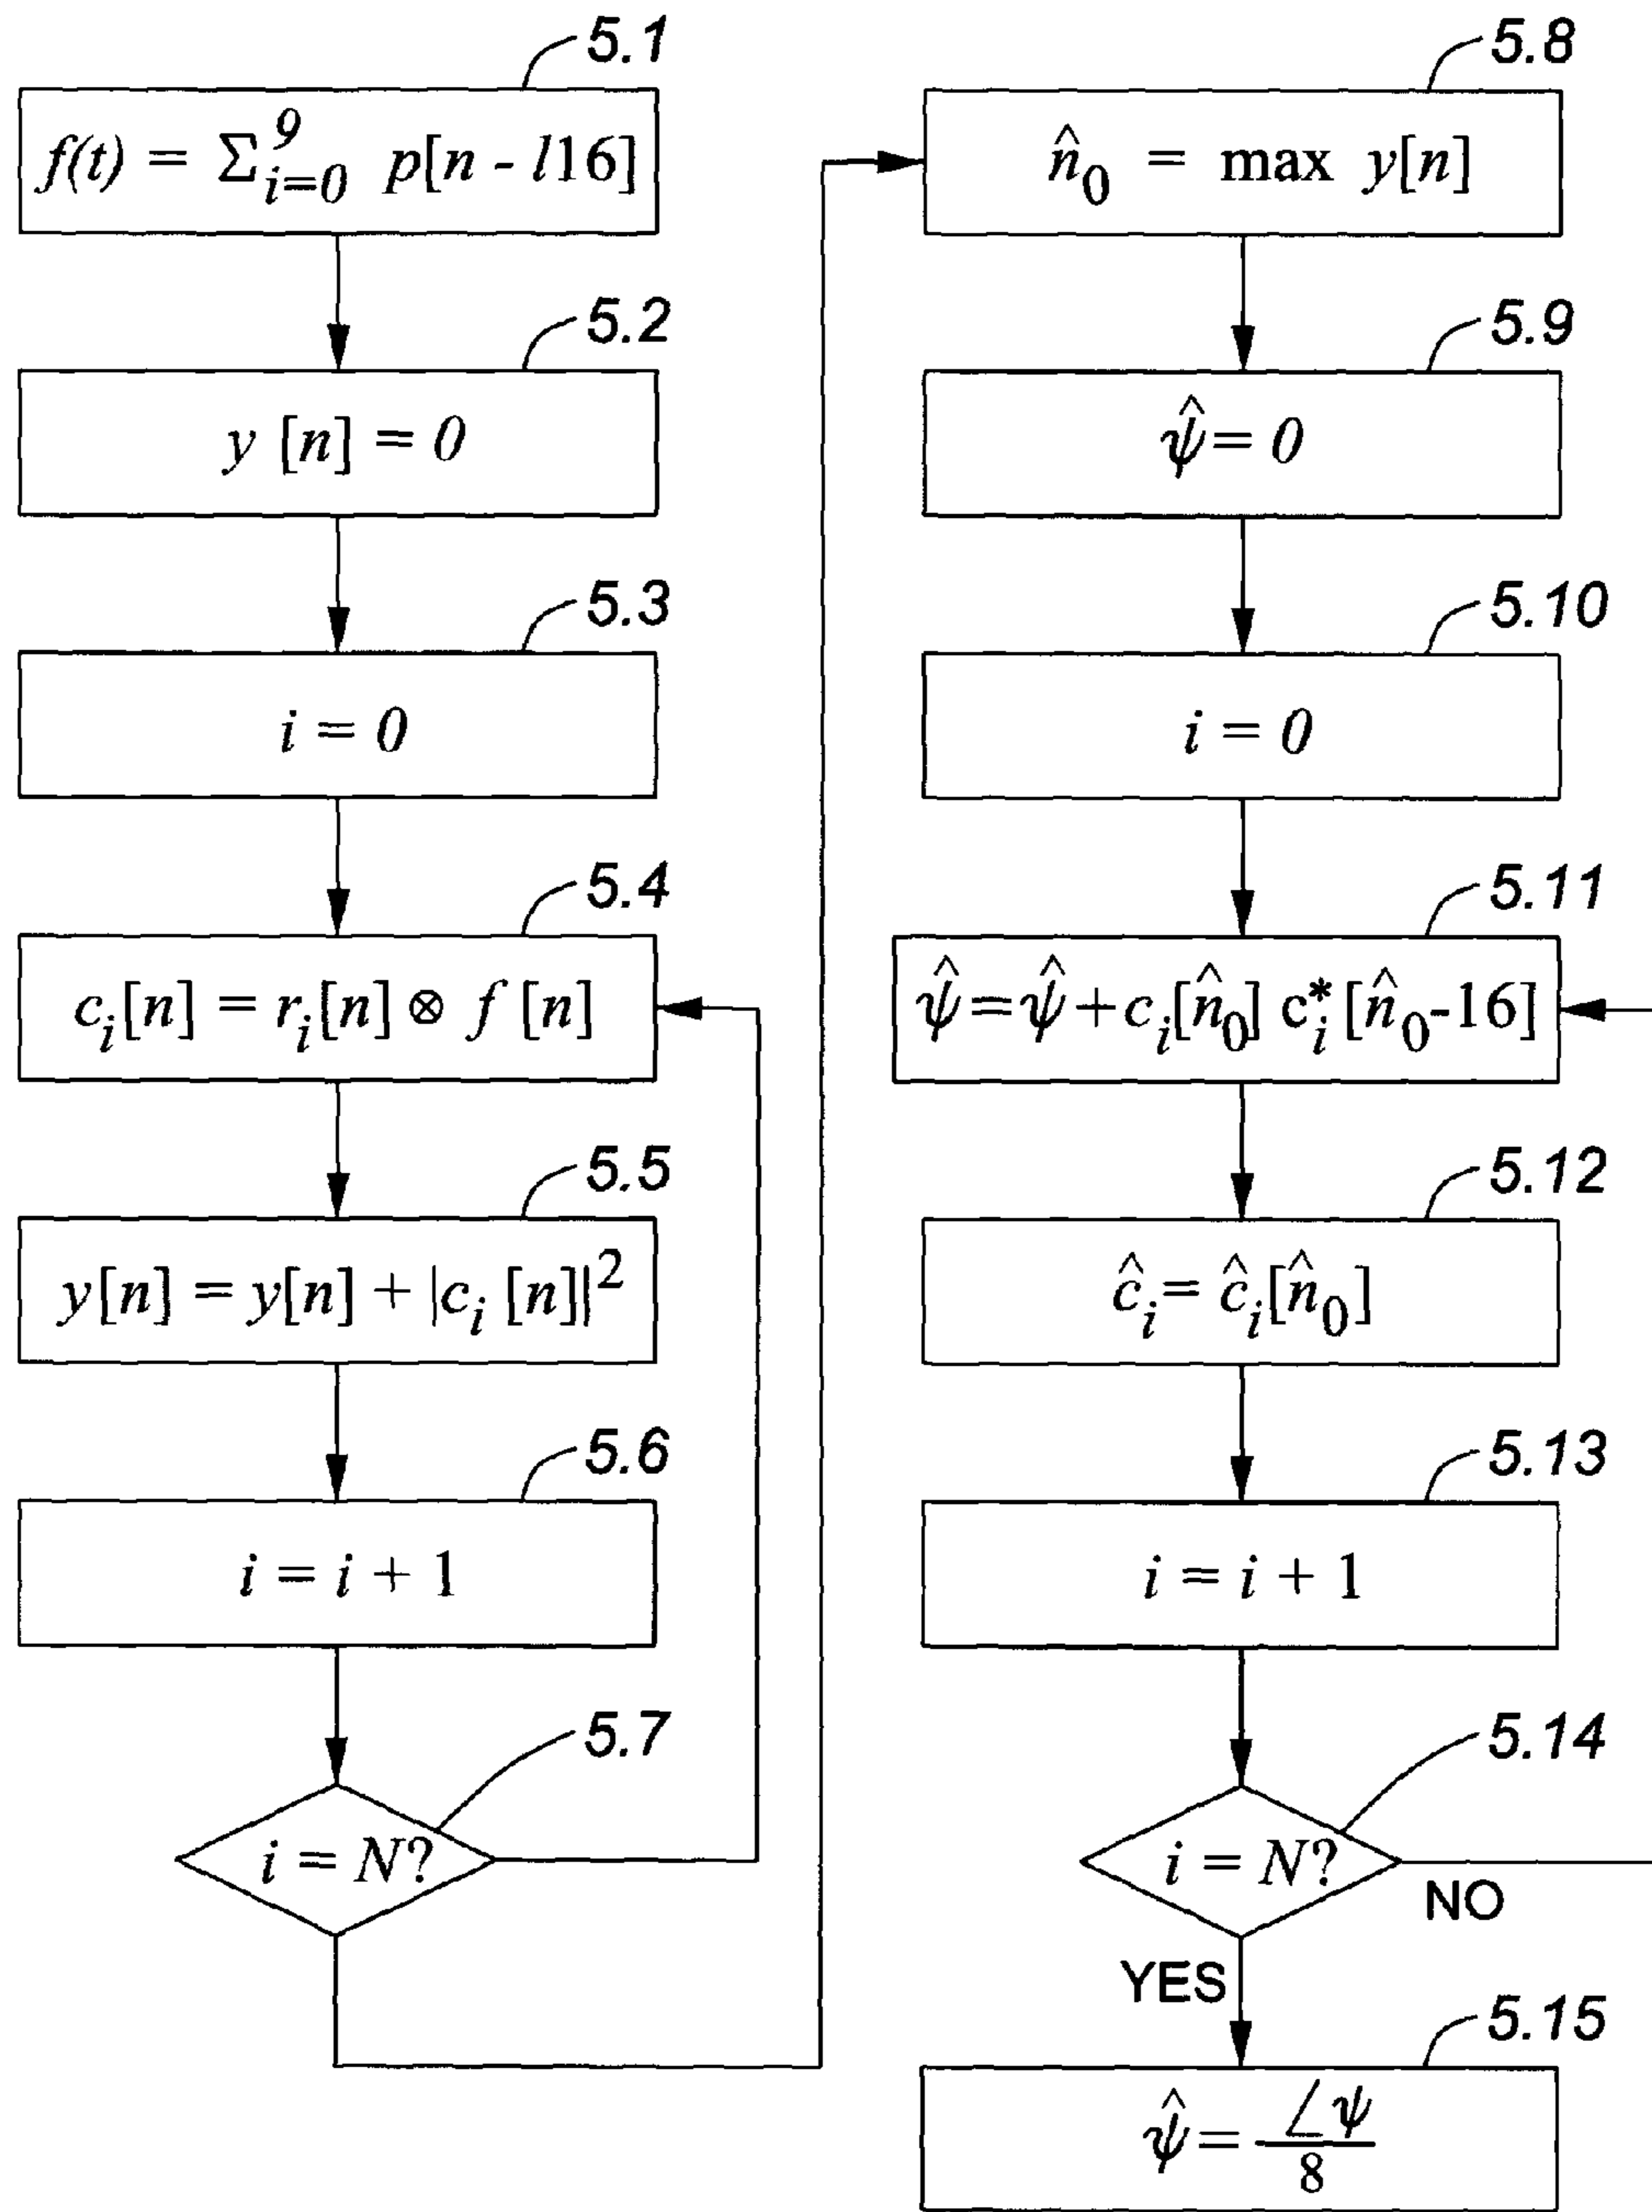 5.1
f(t) = Σ_{i=0}^{9} p[n - l16]
5.2
y [n] = 0
5.3
i = 0
5.4
c_i[n] = r_i[n] ⊗ f [n]
5.5
y[n] = y[n] + |c_i [n]|^2
5.6
i = i + 1
5.7
i = N?
5.8
n̂_0 = max y[n]
5.9
ψ̂ = 0
5.10
i = 0
5.11
ψ̂ = ψ̂ + c_i[n̂_0] c_i^*[n̂_0-16]
5.12
ĉ_i = ĉ_i[n̂_0]
5.13
i = i + 1
5.14
i = N?
NO
YES
5.15
ψ̂ = ∠ψ / 8